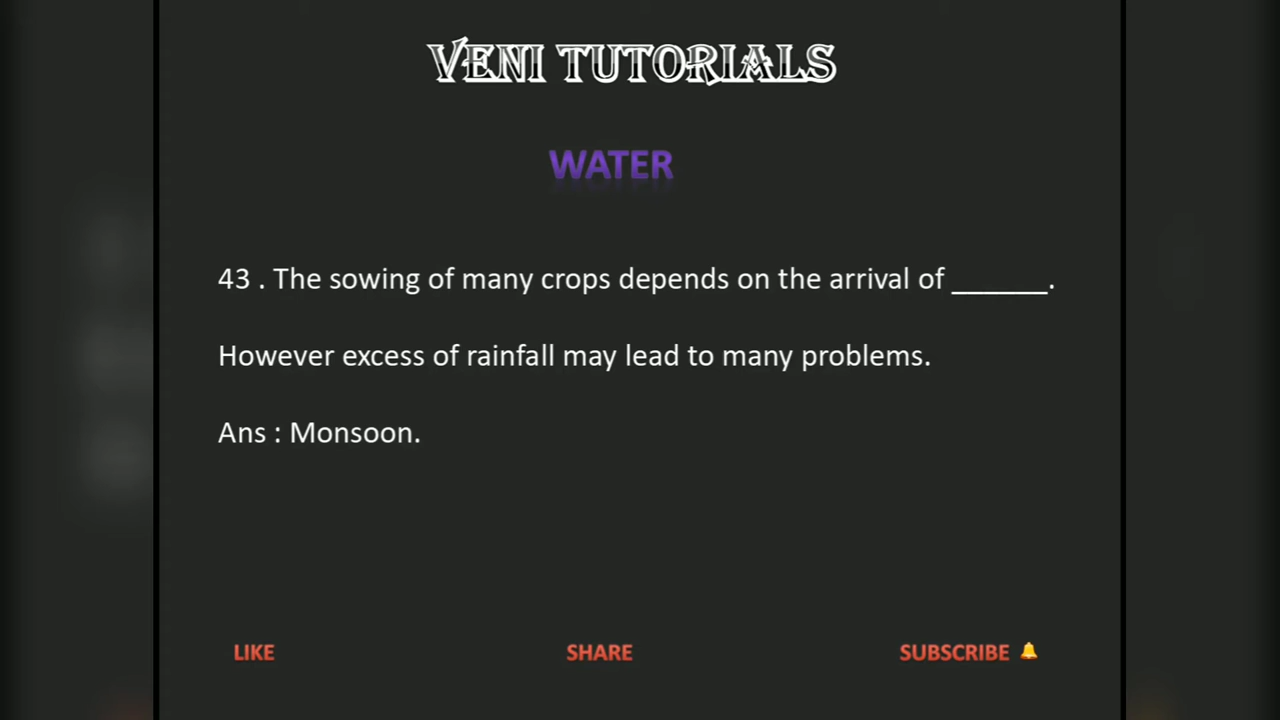 VENI TUTORIALS
WATER
43 . The sowing of many crops depends on the arrival of ______.
However excess of rainfall may lead to many problems.
Ans : Monsoon.
LIKE SHARE SUBSCRIBE 🔔